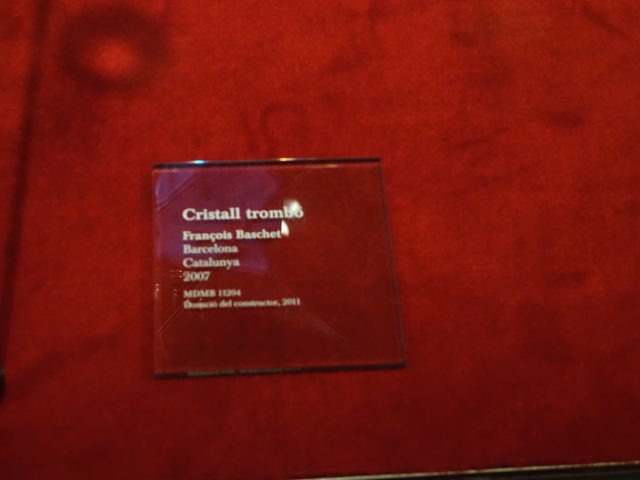 Cristall trombó
François Baschet
Barcelona
Catalunya
2007
MDMB 11204
Donació del constructor, 2011